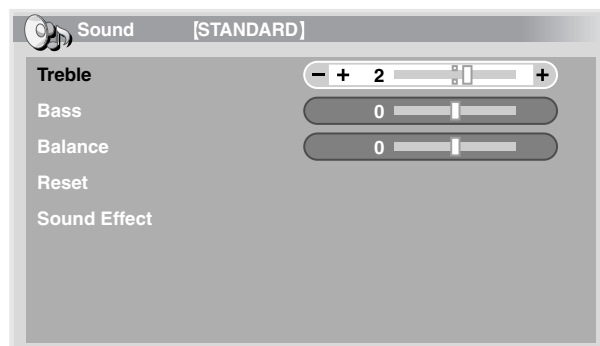 Sound [STANDARD]
Treble − + 2 +
Bass 0
Balance 0
Reset
Sound Effect